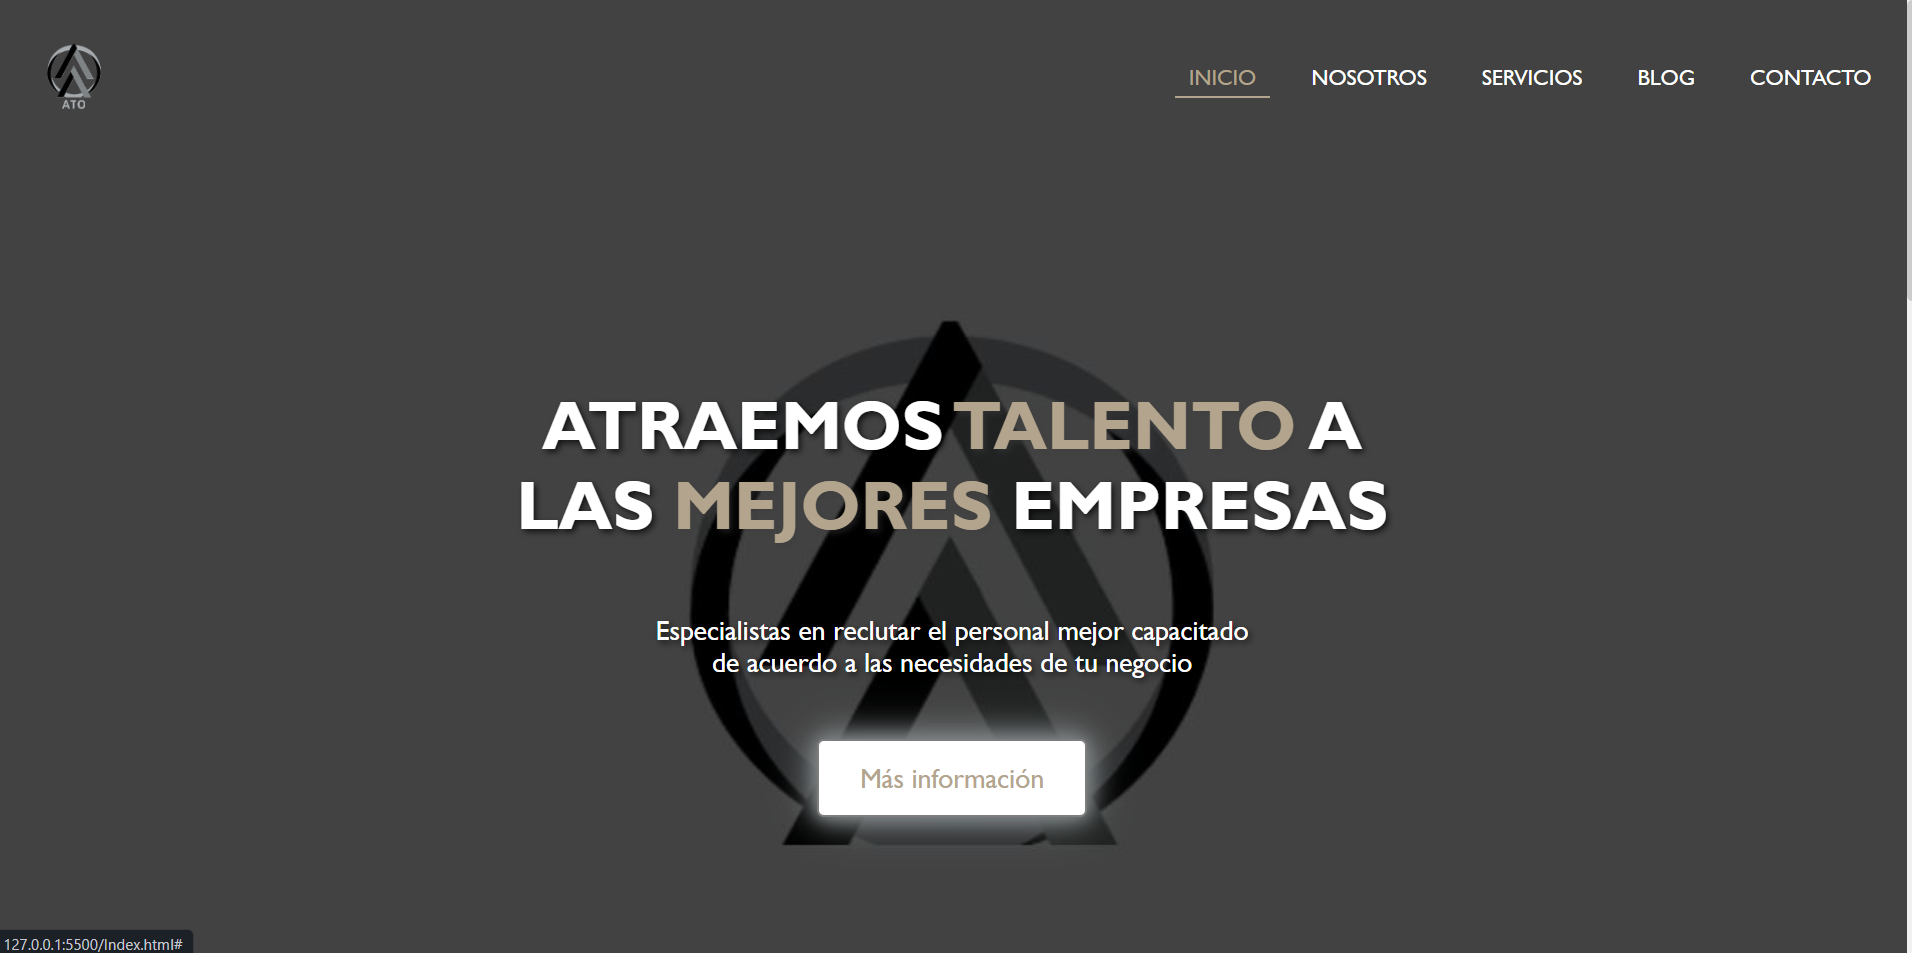 ATO
INICIO NOSOTROS SERVICIOS BLOG CONTACTO
ATRAEMOS TALENTO A
LAS MEJORES EMPRESAS
Especialistas en reclutar el personal mejor capacitado
de acuerdo a las necesidades de tu negocio
Más información
127.0.0.1:5500/Index.html#